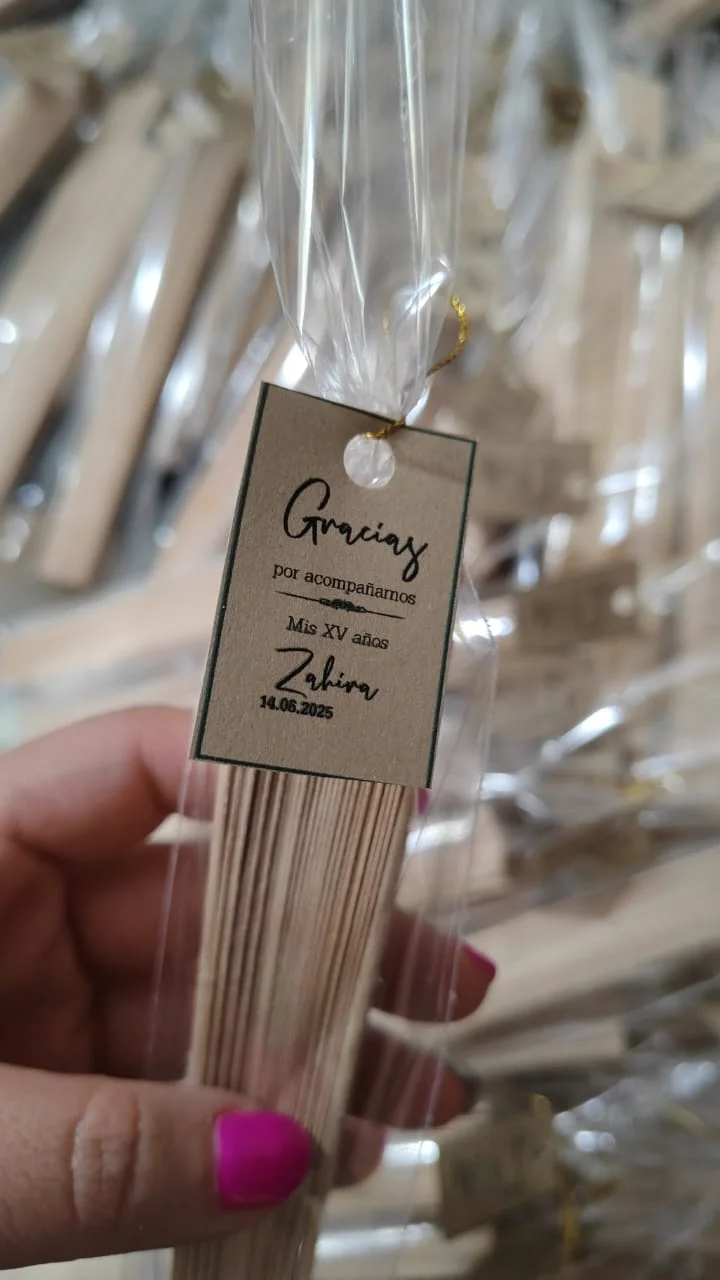 Gracias
por acompañarnos
Mis XV años
Zahira
14.06.2025